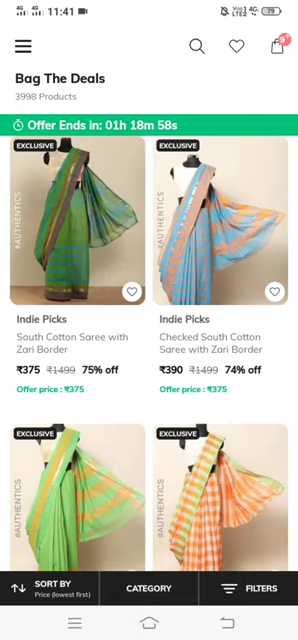 4G 4G 11:41 4G 79
9+
Bag The Deals
3998 Products
Offer Ends in: 01h 18m 58s
EXCLUSIVE EXCLUSIVE
#AUTHENTICS #AUTHENTICS
Indie Picks
South Cotton Saree with
Zari Border
₹375 ₹1499 75% off
Offer price : ₹375
Indie Picks
Checked South Cotton
Saree with Zari Border
₹390 ₹1499 74% off
Offer price : ₹375
EXCLUSIVE EXCLUSIVE
#AUTHENTICS #AUTHENTICS
SORT BY
Price (lowest first)
CATEGORY
FILTERS